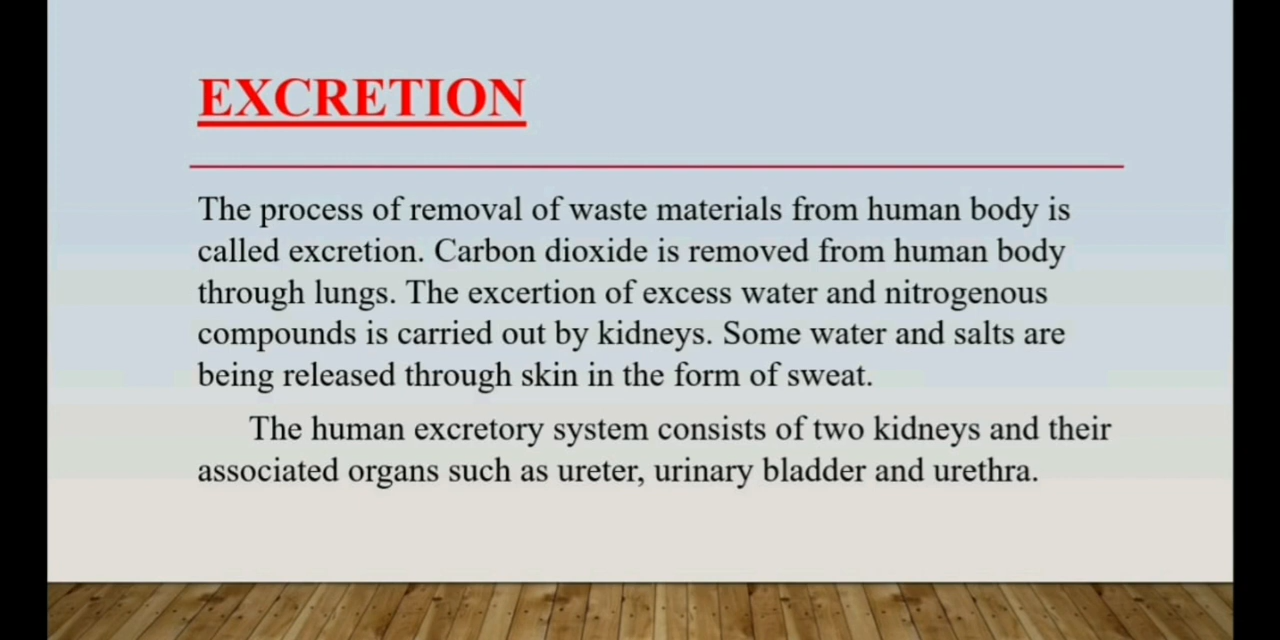 EXCRETION
The process of removal of waste materials from human body is
called excretion. Carbon dioxide is removed from human body
through lungs. The excertion of excess water and nitrogenous
compounds is carried out by kidneys. Some water and salts are
being released through skin in the form of sweat.
The human excretory system consists of two kidneys and their
associated organs such as ureter, urinary bladder and urethra.